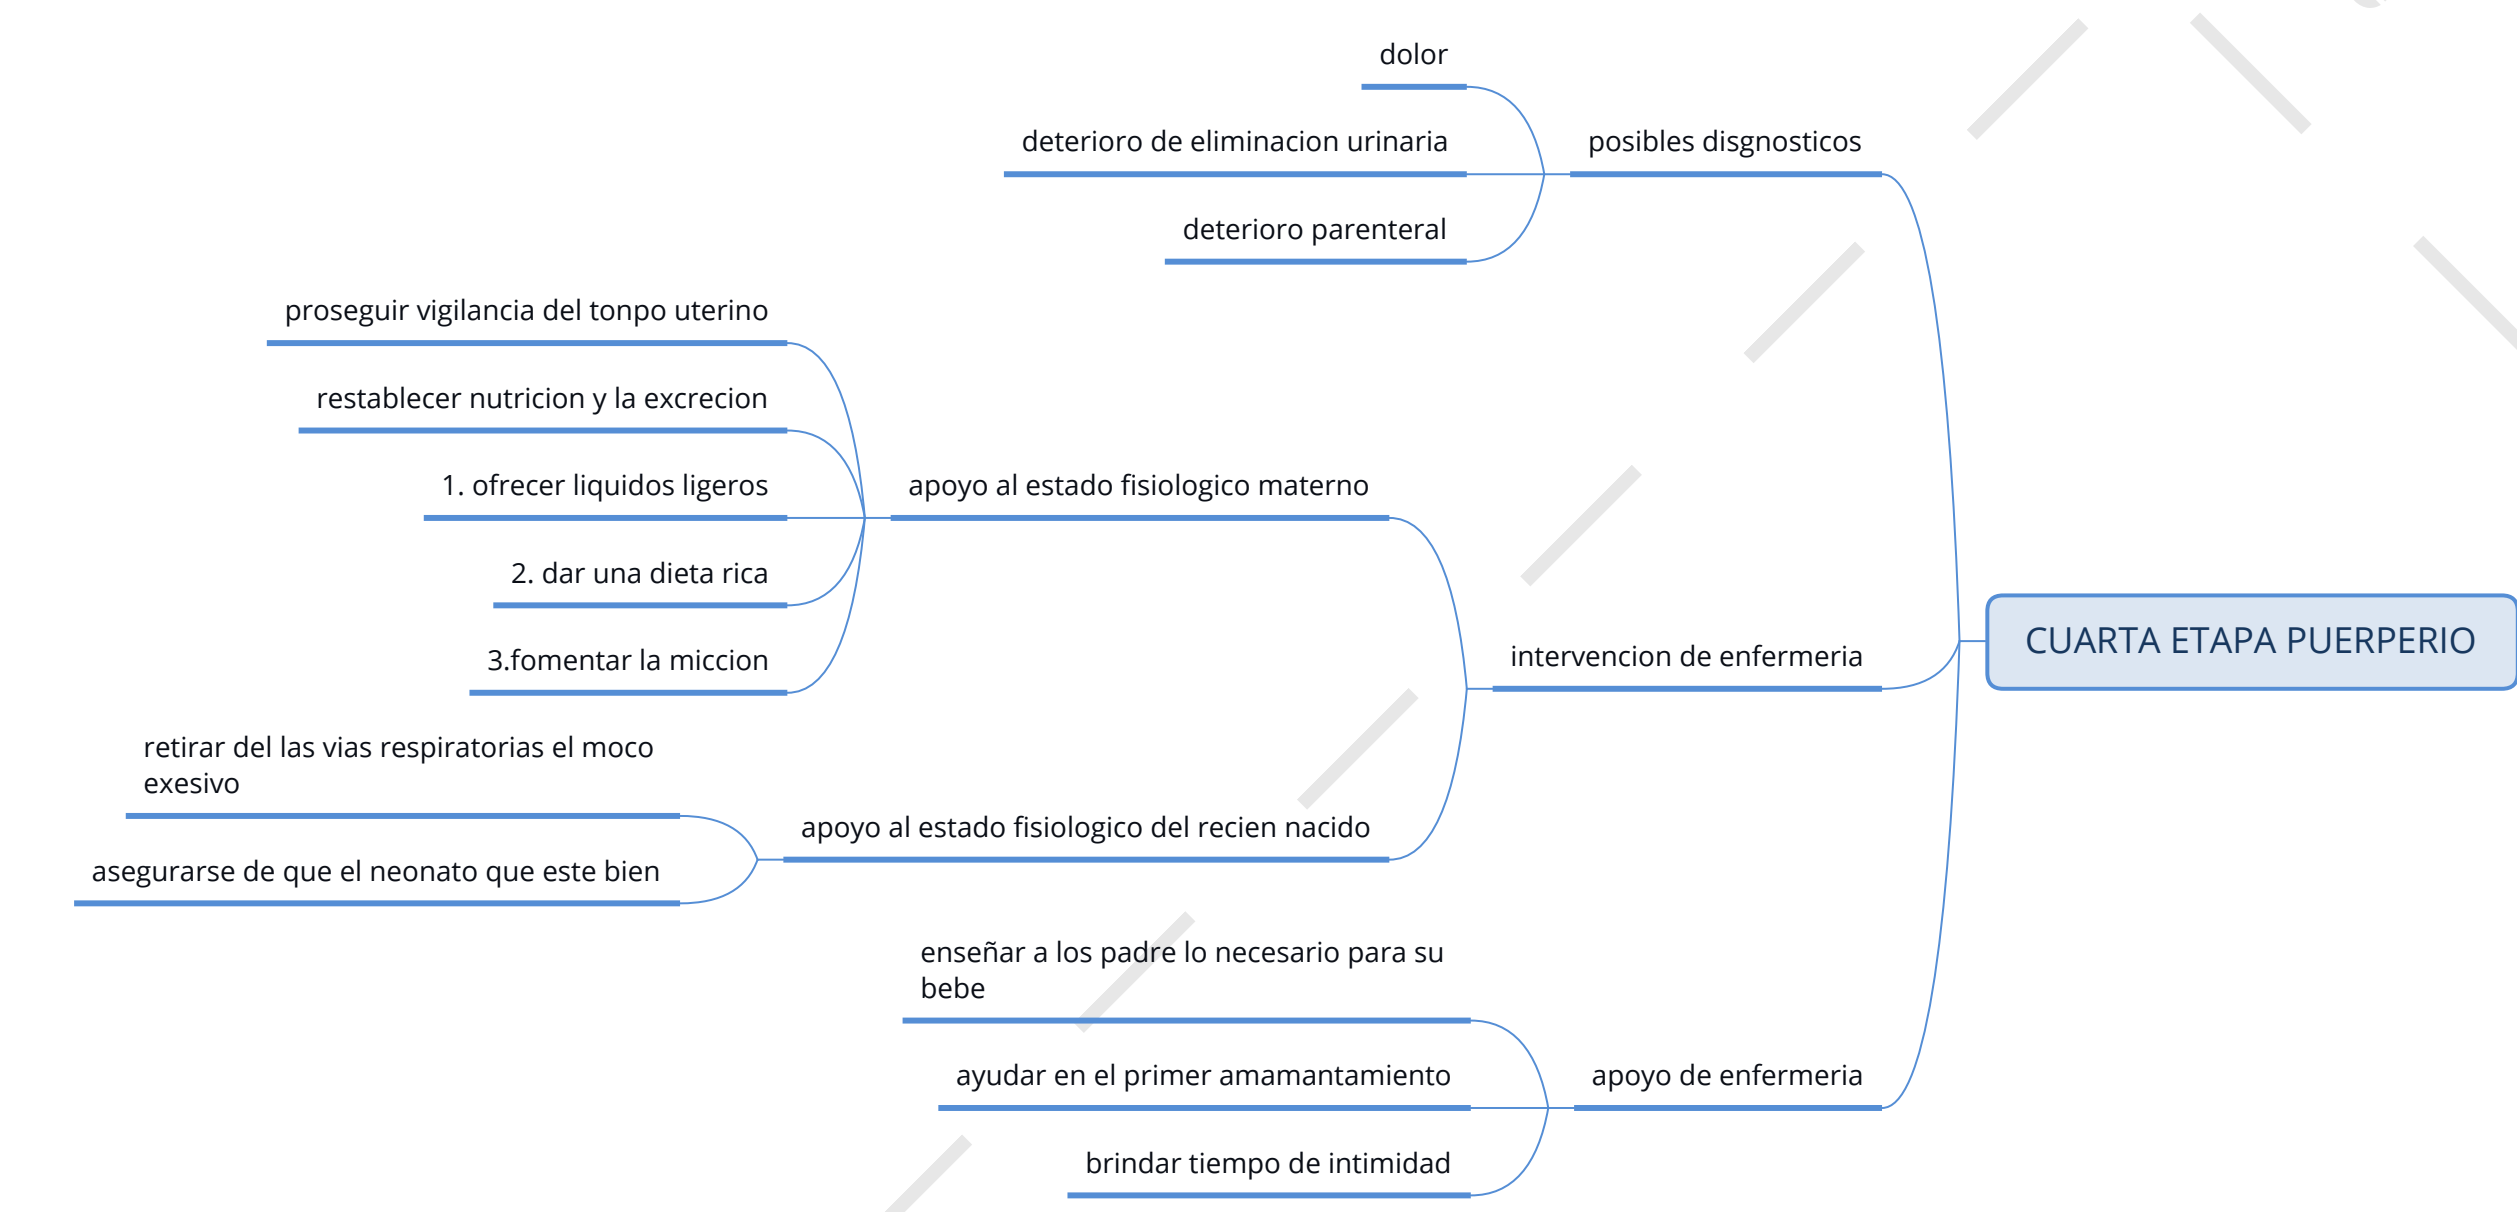 dolor
deterioro de eliminacion urinaria
posibles disgnosticos
deterioro parenteral
proseguir vigilancia del tonpo uterino
restablecer nutricion y la excrecion
1. ofrecer liquidos ligeros
apoyo al estado fisiologico materno
2. dar una dieta rica
3.fomentar la miccion
intervencion de enfermeria
CUARTA ETAPA PUERPERIO
retirar del las vias respiratorias el moco
exesivo
apoyo al estado fisiologico del recien nacido
asegurarse de que el neonato que este bien
enseñar a los padre lo necesario para su
bebe
ayudar en el primer amamantamiento
apoyo de enfermeria
brindar tiempo de intimidad